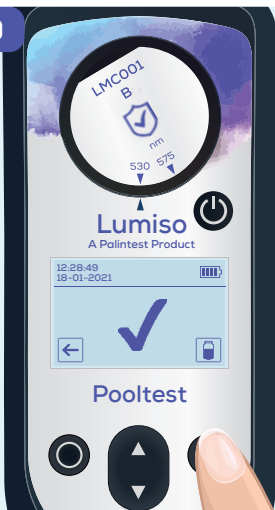 LMC001
B
nm
530 575
Lumiso
A Palintest Product
12:28:49
18-01-2021
Pooltest